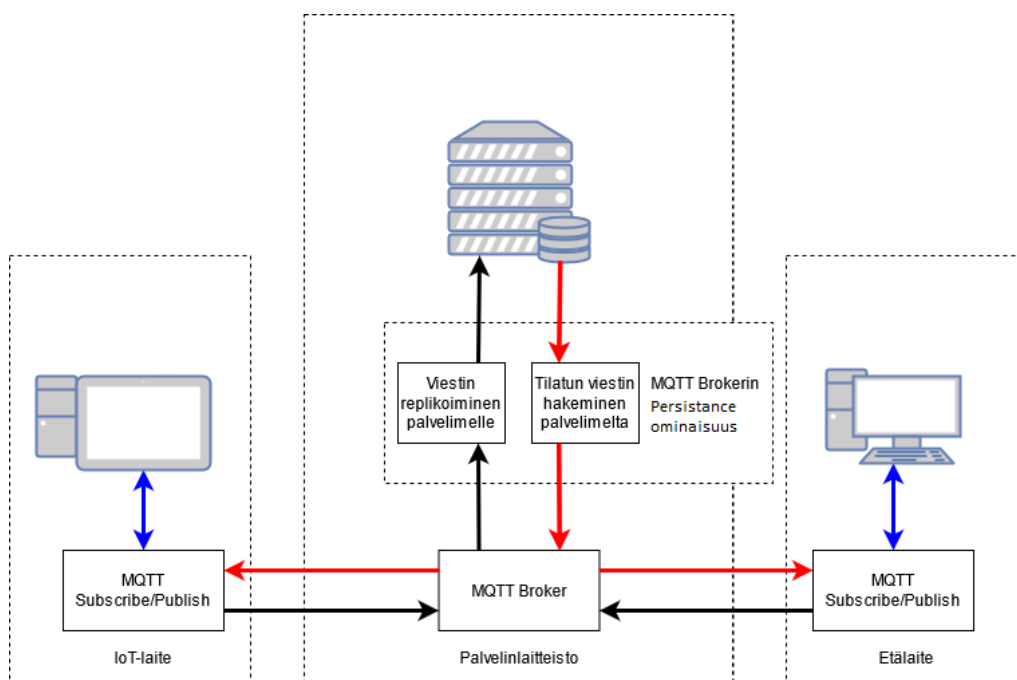 Viestin
replikoiminen
palvelimelle
Tilatun viestin
hakeminen
palvelimelta
MQTT Brokerin
Persistance
ominaisuus
MQTT
Subscribe/Publish
MQTT Broker
MQTT
Subscribe/Publish
IoT-laite
Palvelinlaitteisto
Etälaite